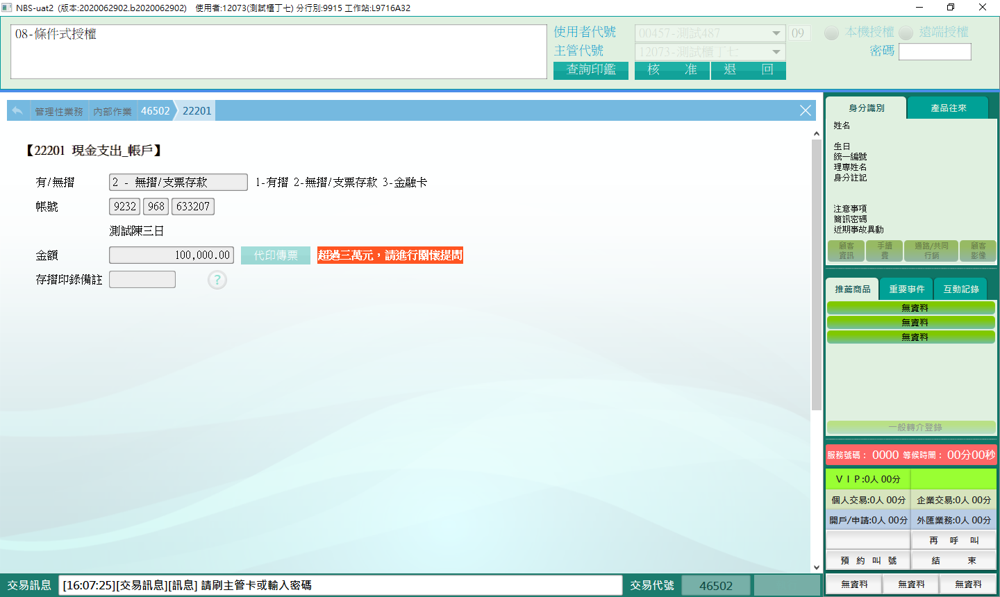 NBS-uat2 (版本:2020062902.b2020062902) 使用者:12073(測試櫃丁七) 分行別:9915 工作站:L9716A32
08-條件式授權
使用者代號 00457-測試487 09 本機授權 遠端授權
主管代號 12073-測試櫃丁七 密碼
查詢印鑑 核 准 退 回
管理性業務 內部作業 46502 22201
【22201 現金支出_帳戶】
有/無摺 2 - 無摺/支票存款 1-有摺 2-無摺/支票存款 3-金融卡
帳號 9232 968 633207
測試陳三日
金額 100,000.00 代印傳票 超過三萬元，請進行關懷提問
存摺印錄備註 ?
身分識別 產品往來
姓名
生日
統一編號
理專姓名
身分註記
注意事項
簡訊密碼
近期事故異動
顧客資訊 手續費 通路/共同行銷 顧客影像
推薦商品 重要事件 互動記錄
無資料
無資料
無資料
一般轉介登錄
服務號碼： 0000 等候時間： 00分00秒
ＶＩＰ:0人 00分
個人交易:0人 00分 企業交易:0人 00分
開戶/申請:0人 00分 外匯業務:0人 00分
再 呼 叫
預 約 叫 號 結 束
無資料 無資料 無資料
交易訊息 [16:07:25][交易訊息][訊息] 請刷主管卡或輸入密碼 交易代號 46502